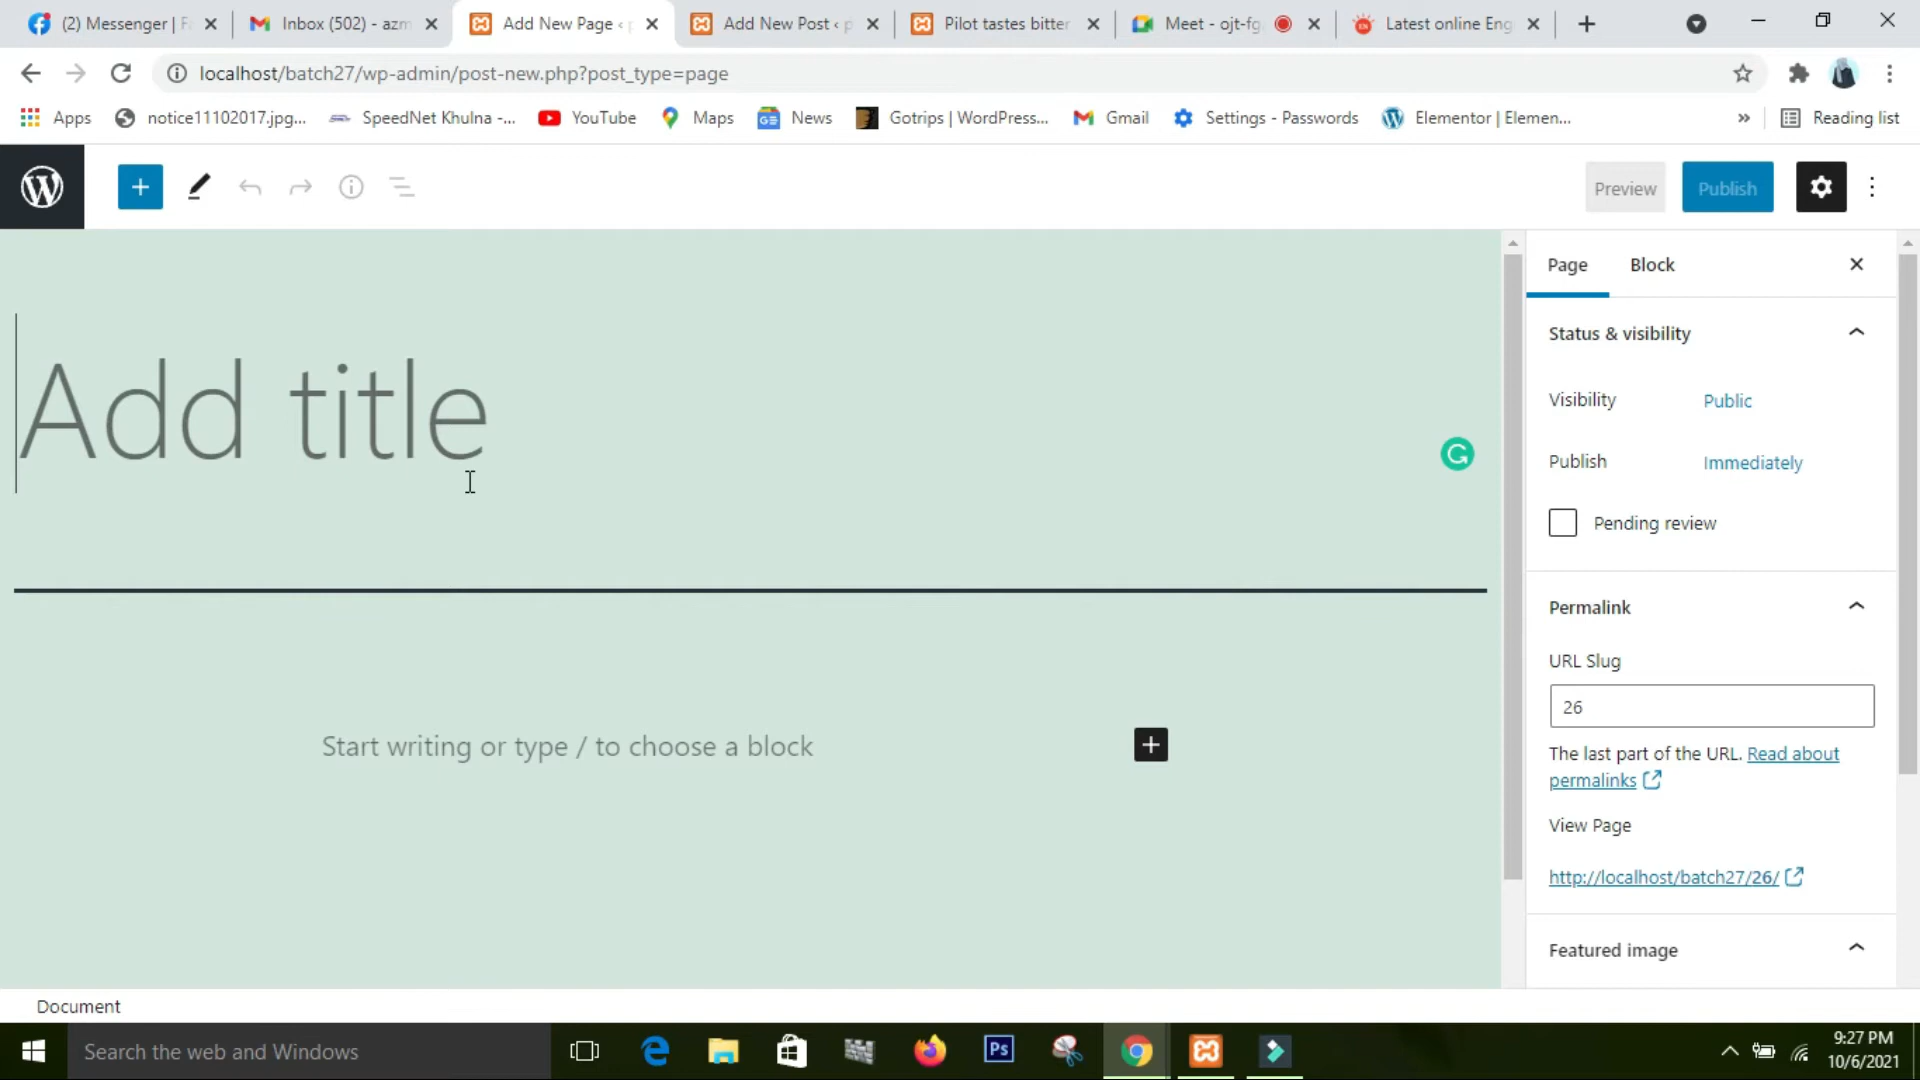 (2) Messenger | F
Inbox (502) - azm
Add New Page ‹ p
Add New Post ‹ p
Pilot tastes bitter
Meet - ojt-fg
Latest online Eng
localhost/batch27/wp-admin/post-new.php?post_type=page
Apps
notice11102017.jpg...
SpeedNet Khulna -...
YouTube
Maps
News
Gotrips | WordPress...
Gmail
Settings - Passwords
Elementor | Elemen...
»
Reading list
Preview
Publish
Page
Block
Add title
Status & visibility
Visibility
Public
Publish
Immediately
Pending review
Start writing or type / to choose a block
Permalink
URL Slug
26
The last part of the URL. Read about
permalinks
View Page
http://localhost/batch27/26/
Featured image
Document
Search the web and Windows
Ps
9:27 PM
10/6/2021